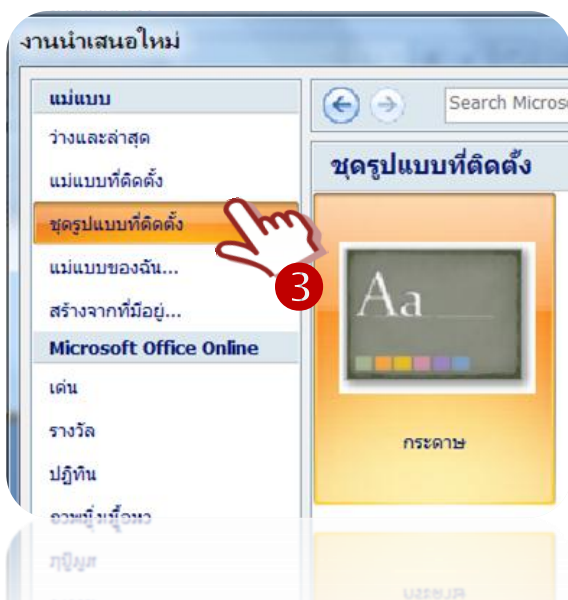 งานนำเสนอใหม่
แม่แบบ
ว่างและล่าสุด
แม่แบบที่ติดตั้ง
ชุดรูปแบบที่ติดตั้ง
แม่แบบของฉัน...
สร้างจากที่มีอยู่...
Microsoft Office Online
เด่น
รางวัล
ปฏิทิน
Search Micros
ชุดรูปแบบที่ติดตั้ง
3
Aa
กระดาษ